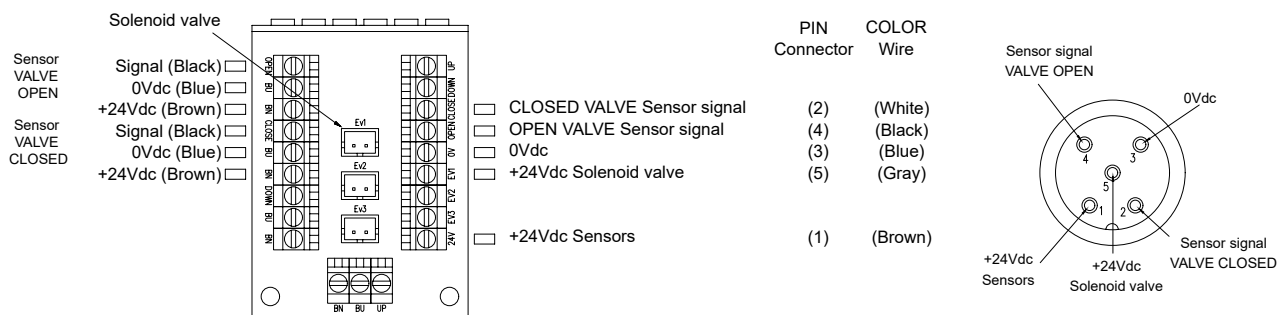 Solenoid valve
Sensor
VALVE
OPEN
Signal (Black)
0Vdc (Blue)
+24Vdc (Brown)
Sensor
VALVE
CLOSED
Signal (Black)
0Vdc (Blue)
+24Vdc (Brown)
OPEN
BU
BN
CLOSE
BU
BN
DOWN
BU
BN
Ev1
Ev2
Ev3
UP
DOWN
CLOSED
OPEN
0V
EV1
EV2
EV3
24V
BN BU UP
PIN COLOR
Connector Wire
CLOSED VALVE Sensor signal (2) (White)
OPEN VALVE Sensor signal (4) (Black)
0Vdc (3) (Blue)
+24Vdc Solenoid valve (5) (Gray)
+24Vdc Sensors (1) (Brown)
Sensor signal
VALVE OPEN
0Vdc
4 3
5
1 2
+24Vdc
Sensors
+24Vdc
Solenoid valve
Sensor signal
VALVE CLOSED